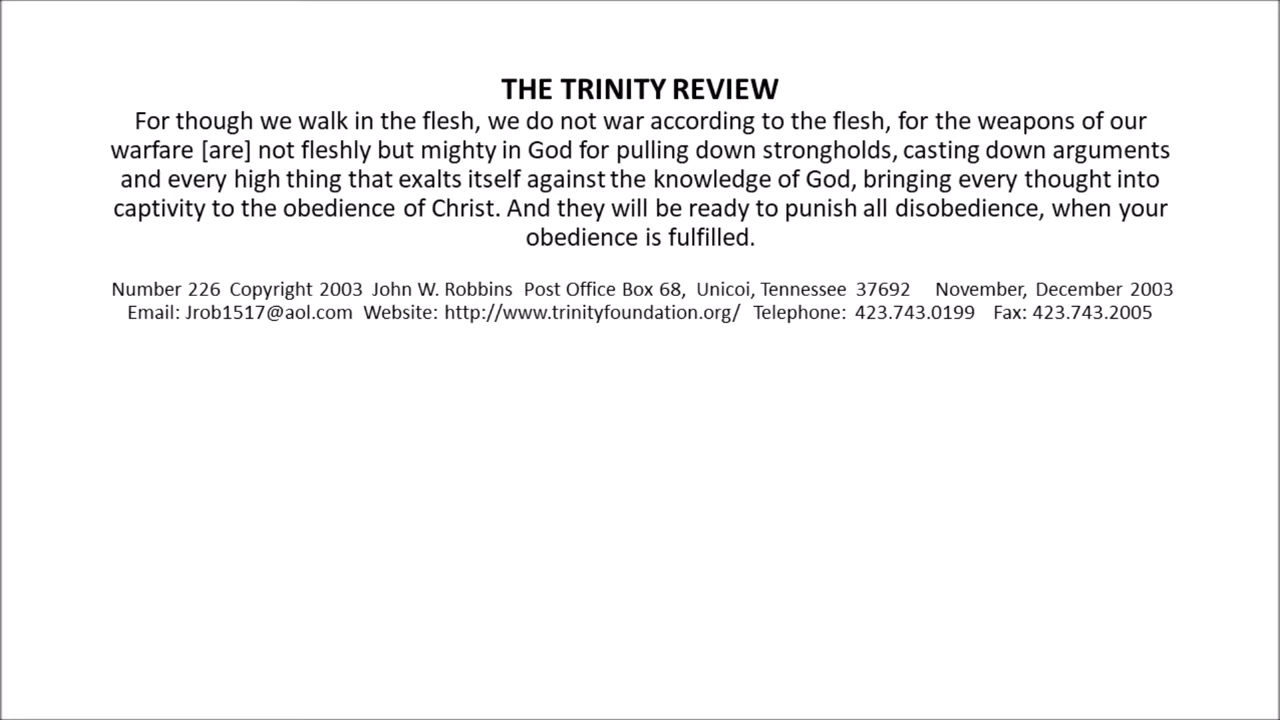 THE TRINITY REVIEW
For though we walk in the flesh, we do not war according to the flesh, for the weapons of our
warfare [are] not fleshly but mighty in God for pulling down strongholds, casting down arguments
and every high thing that exalts itself against the knowledge of God, bringing every thought into
captivity to the obedience of Christ. And they will be ready to punish all disobedience, when your
obedience is fulfilled.
Number 226 Copyright 2003 John W. Robbins Post Office Box 68, Unicoi, Tennessee 37692 November, December 2003
Email: Jrob1517@aol.com Website: http://www.trinityfoundation.org/ Telephone: 423.743.0199 Fax: 423.743.2005